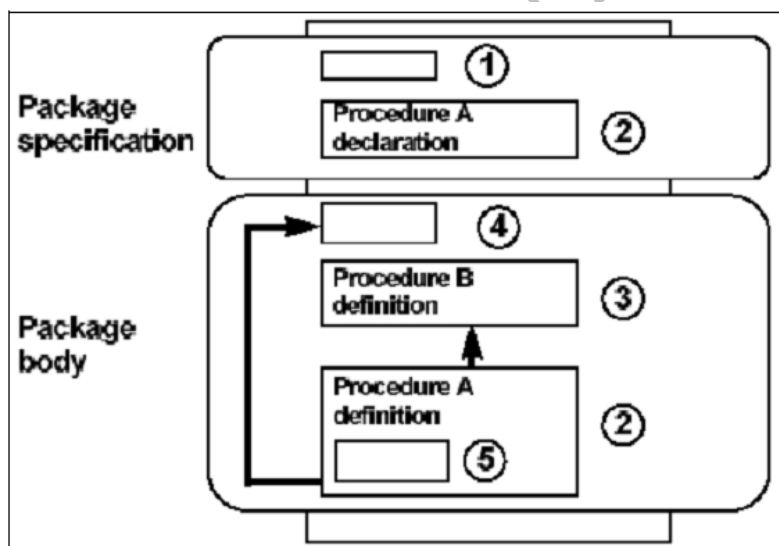 1
Package
specification
Procedure A
declaration
2
4
Procedure B
definition
3
Package
body
Procedure A
definition
2
5